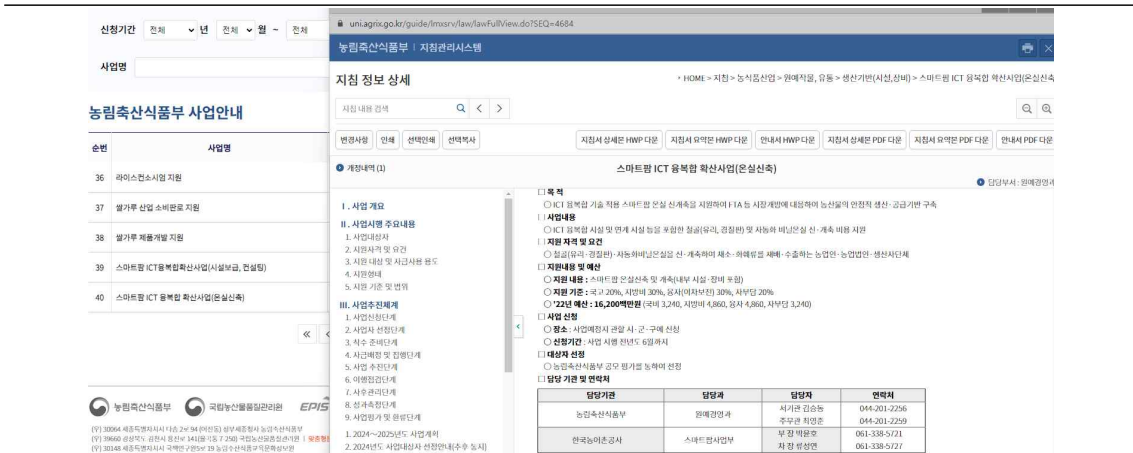 신청기간 전체 년 전체 월 ~ 전체
사업명
농림축산식품부 사업안내
순번 사업명
36 라이스컨소시엄 지원
37 쌀가루 산업 소비판로 지원
38 쌀가루 제품개발 지원
39 스마트팜 ICT융복합확산사업(시설보급, 컨설팅)
40 스마트팜 ICT 융복합 확산사업(온실신축)
농림축산식품부 국립농산물품질관리원 EPIS
uni.agrix.go.kr/guide/lmxsrv/law/lawFullView.do?SEQ=4684
농림축산식품부 | 지침관리시스템
지침 정보 상세
HOME > 지침 > 농식품산업 > 원예작물, 유통 > 생산기반(시설,장비) > 스마트팜 ICT 융복합 확산사업(온실신축
지침 내용 검색
변경사항 인쇄 선택인쇄 선택복사 지침서 상세본 HWP 다운 지침서 요약본 HWP 다운 안내서 HWP 다운 지침서 상세본 PDF 다운 지침서 요약본 PDF 다운 안내서 PDF 다운
개정내역 (1)
스마트팜 ICT 융복합 확산사업(온실신축)
담당부서 : 원예경영과
I. 사업 개요
II. 사업시행 주요내용
1. 사업대상자
2. 지원자격 및 요건
3. 지원 대상 및 자금사용 용도
4. 지원형태
5. 지원 기준 및 범위
III. 사업추진체계
1. 사업신청단계
2. 사업자 선정단계
3. 착수 준비단계
4. 자금배정 및 집행단계
5. 사업 추진단계
6. 이행점검단계
7. 사후관리단계
8. 성과측정단계
9. 사업평가 및 환류단계
1. 2024~2025년도 사업계획
2. 2024년도 사업대상자 선정안내(추후 동지)
□ 목 적
○ ICT 융복합 기술 적용 스마트팜 온실 신개축을 지원하여 FTA 등 시장개방에 대응하여 농산물의 안정적 생산·공급기반 구축
□ 사업내용
○ ICT 융복합 시설 및 연계 시설 등을 포함한 철골(유리, 경질판) 및 자동화 비닐온실 신·개축 비용 지원
□ 지원 자격 및 요건
○ 철골(유리·경질판)·자동화비닐온실을 신·개축하여 채소·화훼류를 재배·수출하는 농업인·농업법인·생산자단체
□ 지원내용 및 예산
○ 지원 내용 : 스마트팜 온실신축 및 개축(내부 시설·장비 포함)
○ 지원 기준 : 국고 20%, 지방비 30%, 융자(이차보전) 30%, 자부담 20%
○ '22년 예산 : 16,200백만원 (국비 3,240, 지방비 4,860, 융자 4,860, 자부담 3,240)
□ 사업 신청
○ 장소 : 사업예정지 관할 시·군·구에 신청
○ 신청기간 : 사업 시행 전년도 6월까지
□ 대상자 선정
○ 농림축산식품부 공모 평가를 통하여 선정
□ 담당 기관 및 연락처
담당기관 담당과 담당자 연락처
농림축산식품부 원예경영과 서기관 김승동 044-201-2256
주무관 최영준 044-201-2259
한국농어촌공사 스마트팜사업부 부장 박윤호 061-338-5721
차장 류성연 061-338-5727